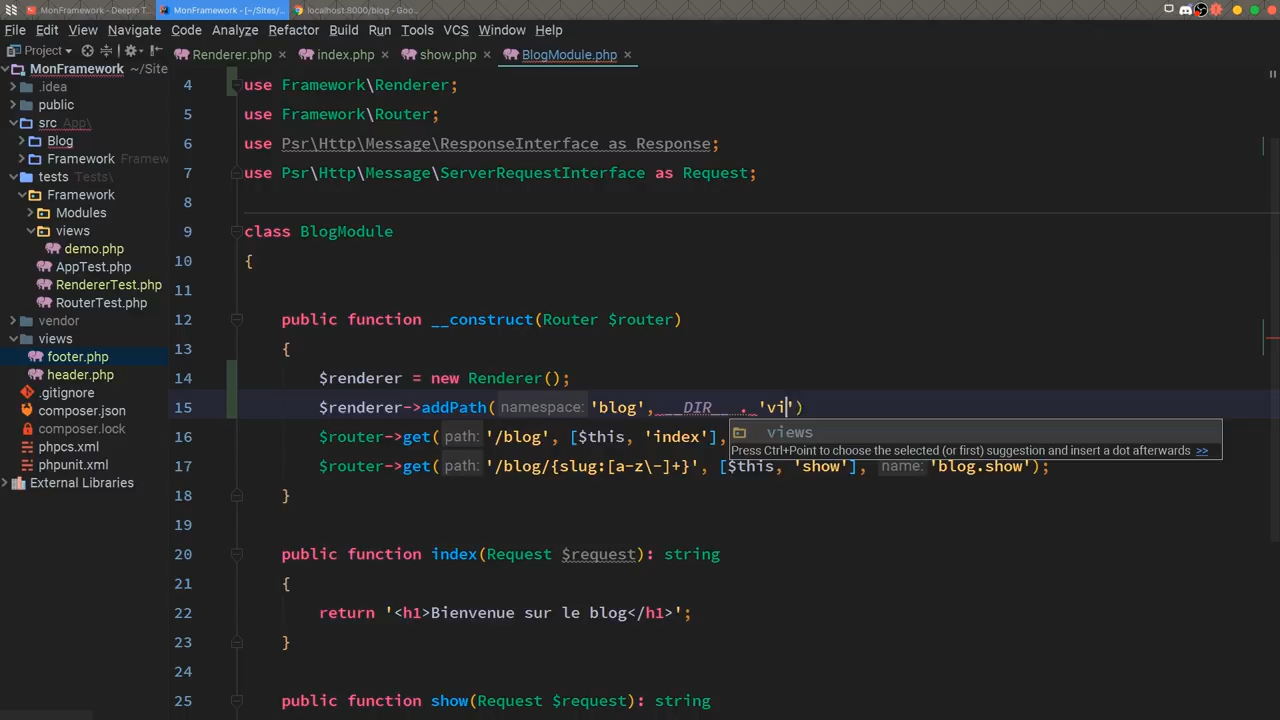 MonFramework - Deepin T...
MonFramework - [~/Sites/...
localhost:8000/blog - Goo...
File Edit View Navigate Code Analyze Refactor Build Run Tools VCS Window Help
Project
Renderer.php
index.php
show.php
BlogModule.php
MonFramework ~/Site
.idea
public
src App\
Blog
Framework Framew
tests Tests\
Framework
Modules
views
demo.php
AppTest.php
RendererTest.php
RouterTest.php
vendor
views
footer.php
header.php
.gitignore
composer.json
composer.lock
phpcs.xml
phpunit.xml
External Libraries
4 use Framework\Renderer;
5 use Framework\Router;
6 use Psr\Http\Message\ResponseInterface as Response;
7 use Psr\Http\Message\ServerRequestInterface as Request;
8
9 class BlogModule
10 {
11
12 public function __construct(Router $router)
13 {
14 $renderer = new Renderer();
15 $renderer->addPath( namespace: 'blog',__DIR__ . 'vi')
views
16 $router->get( path: '/blog', [$this, 'index'],
Press Ctrl+Point to choose the selected (or first) suggestion and insert a dot afterwards >>
17 $router->get( path: '/blog/{slug:[a-z\-]+}', [$this, 'show'], name: 'blog.show');
18 }
19
20 public function index(Request $request): string
21 {
22 return '<h1>Bienvenue sur le blog</h1>';
23 }
24
25 public function show(Request $request): string